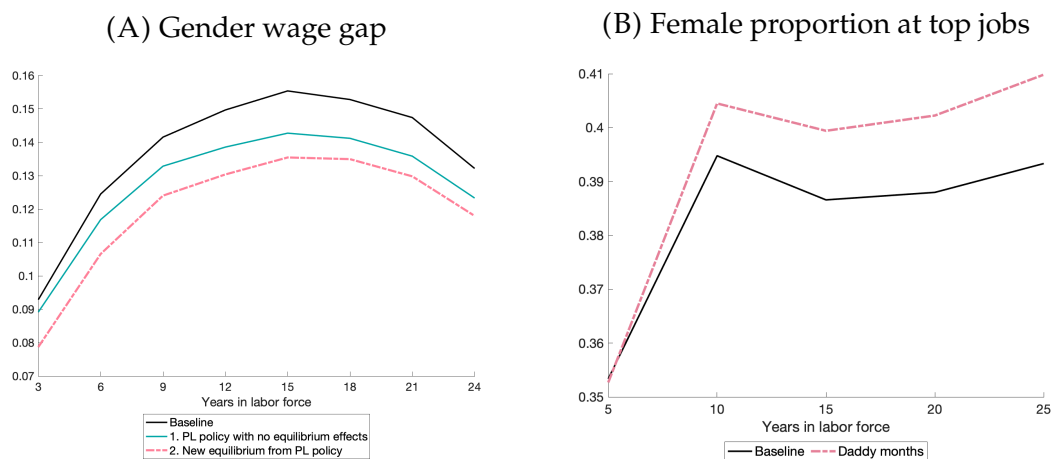 (A) Gender wage gap
0.16
0.15
0.14
0.13
0.12
0.11
0.1
0.09
0.08
0.07
3 6 9 12 15 18 21 24
Years in labor force
Baseline
1. PL policy with no equilibrium effects
2. New equilibrium from PL policy
(B) Female proportion at top jobs
0.41
0.4
0.39
0.38
0.37
0.36
0.35
5 10 15 20 25
Years in labor force
Baseline Daddy months